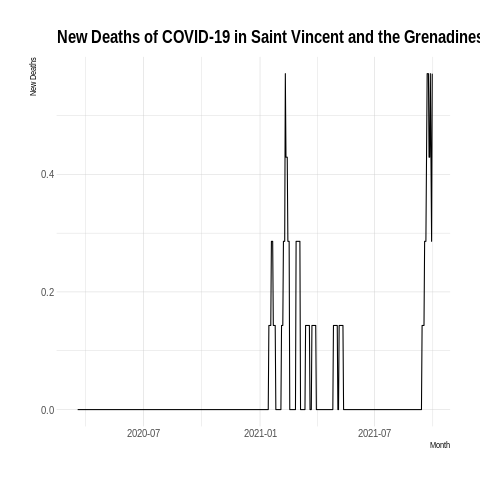 New Deaths of COVID-19 in Saint Vincent and the Grenadines
New Deaths
0.4
0.2
0.0
2020-07
2021-01
2021-07
Month